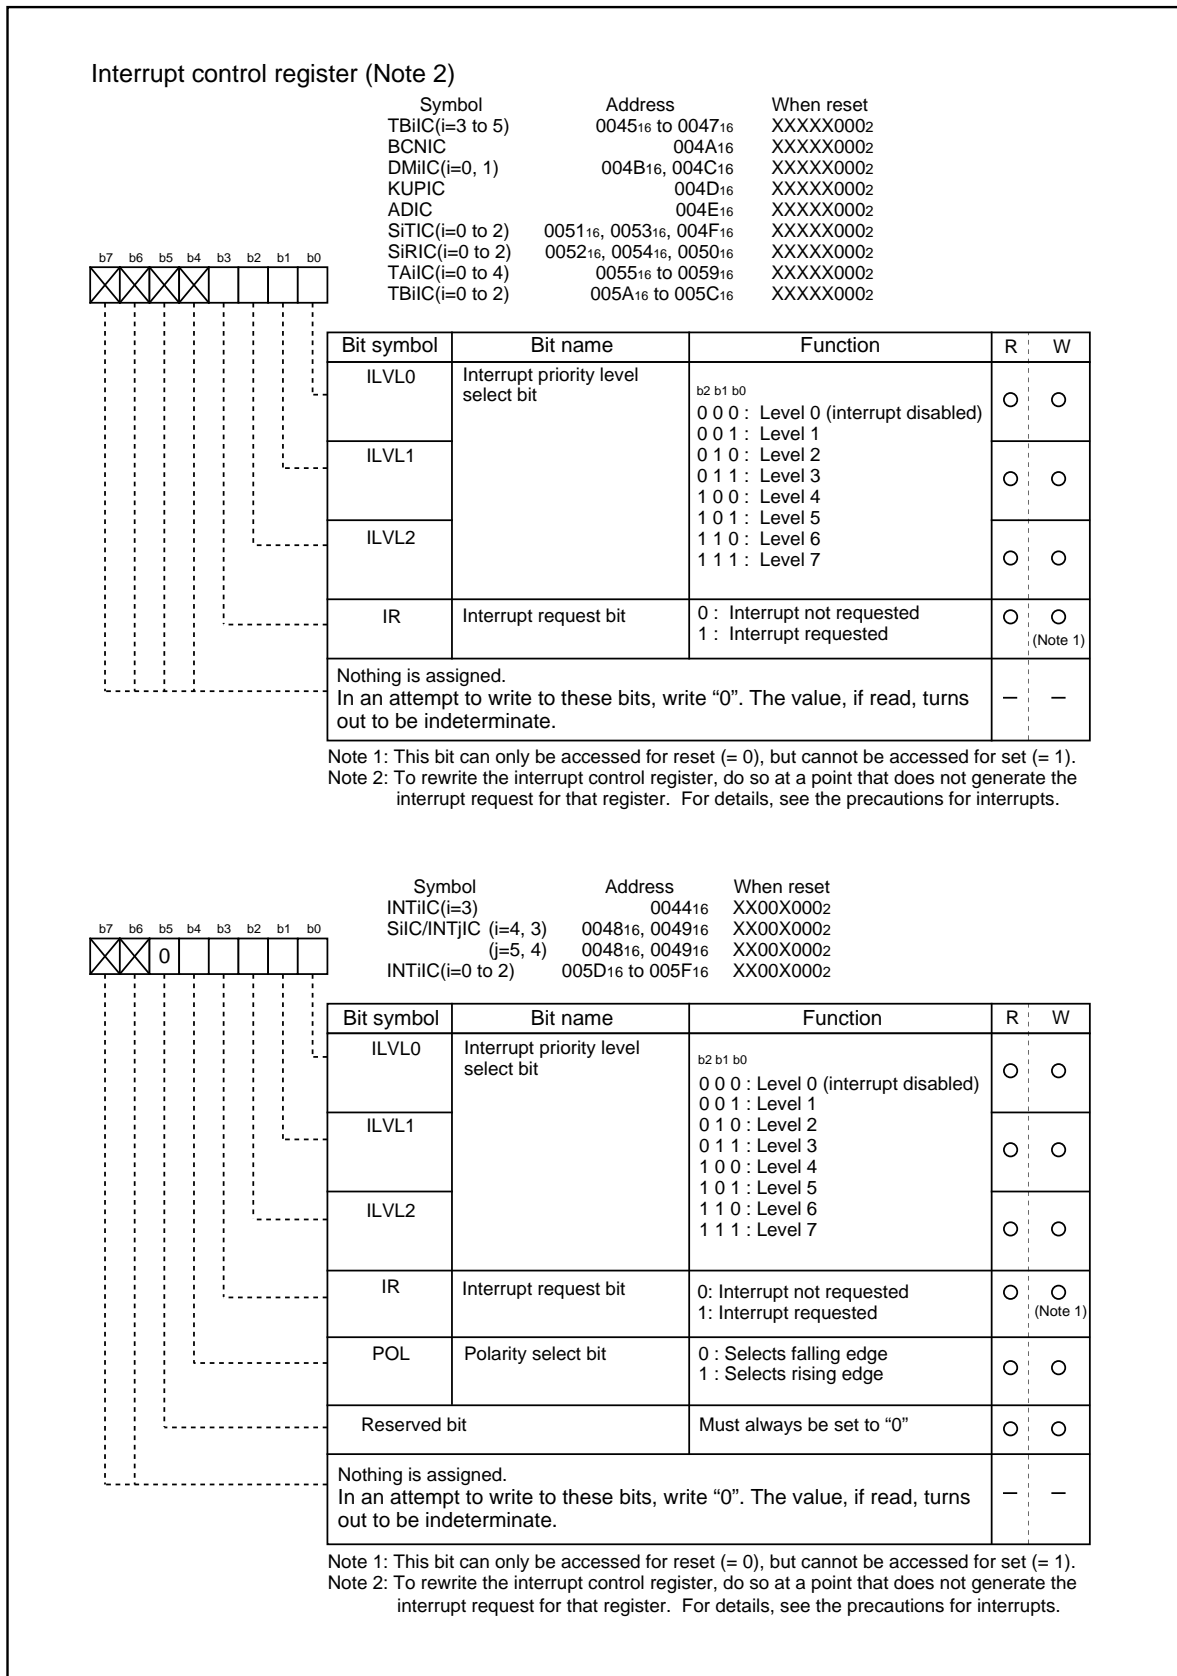 Interrupt control register (Note 2)
Symbol Address When reset
TBiIC(i=3 to 5) 004516 to 004716 XXXXX0002
BCNIC 004A16 XXXXX0002
DMiIC(i=0, 1) 004B16, 004C16 XXXXX0002
KUPIC 004D16 XXXXX0002
ADIC 004E16 XXXXX0002
SiTIC(i=0 to 2) 005116, 005316, 004F16 XXXXX0002
SiRIC(i=0 to 2) 005216, 005416, 005016 XXXXX0002
TAiIC(i=0 to 4) 005516 to 005916 XXXXX0002
TBiIC(i=0 to 2) 005A16 to 005C16 XXXXX0002
b7 b6 b5 b4 b3 b2 b1 b0
Bit symbol Bit name Function R W
ILVL0 Interrupt priority level
select bit
b2 b1 b0
0 0 0 : Level 0 (interrupt disabled)
0 0 1 : Level 1
ILVL1 0 1 0 : Level 2
0 1 1 : Level 3
1 0 0 : Level 4
1 0 1 : Level 5
ILVL2 1 1 0 : Level 6
1 1 1 : Level 7
IR Interrupt request bit 0 : Interrupt not requested
1 : Interrupt requested (Note 1)
Nothing is assigned.
In an attempt to write to these bits, write “0”. The value, if read, turns – –
out to be indeterminate.
Note 1: This bit can only be accessed for reset (= 0), but cannot be accessed for set (= 1).
Note 2: To rewrite the interrupt control register, do so at a point that does not generate the
interrupt request for that register. For details, see the precautions for interrupts.
Symbol Address When reset
INTiIC(i=3) 004416 XX00X0002
SiIC/INTjIC (i=4, 3) 004816, 004916 XX00X0002
(j=5, 4) 004816, 004916 XX00X0002
INTiIC(i=0 to 2) 005D16 to 005F16 XX00X0002
b7 b6 b5 b4 b3 b2 b1 b0
0
Bit symbol Bit name Function R W
ILVL0 Interrupt priority level
select bit
b2 b1 b0
0 0 0 : Level 0 (interrupt disabled)
0 0 1 : Level 1
ILVL1 0 1 0 : Level 2
0 1 1 : Level 3
1 0 0 : Level 4
1 0 1 : Level 5
ILVL2 1 1 0 : Level 6
1 1 1 : Level 7
IR Interrupt request bit 0: Interrupt not requested
1: Interrupt requested (Note 1)
POL Polarity select bit 0 : Selects falling edge
1 : Selects rising edge
Reserved bit Must always be set to “0”
Nothing is assigned.
In an attempt to write to these bits, write “0”. The value, if read, turns – –
out to be indeterminate.
Note 1: This bit can only be accessed for reset (= 0), but cannot be accessed for set (= 1).
Note 2: To rewrite the interrupt control register, do so at a point that does not generate the
interrupt request for that register. For details, see the precautions for interrupts.